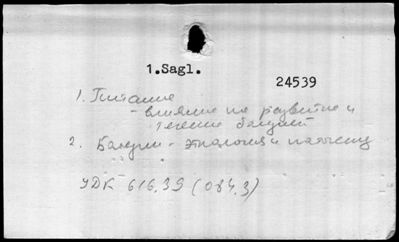 1.Sagl.
24539
1. Питание
- влияние на развитие и
течение болезней
2. Болезни - этиология и патогенез
УДК 616.39 (084.3)